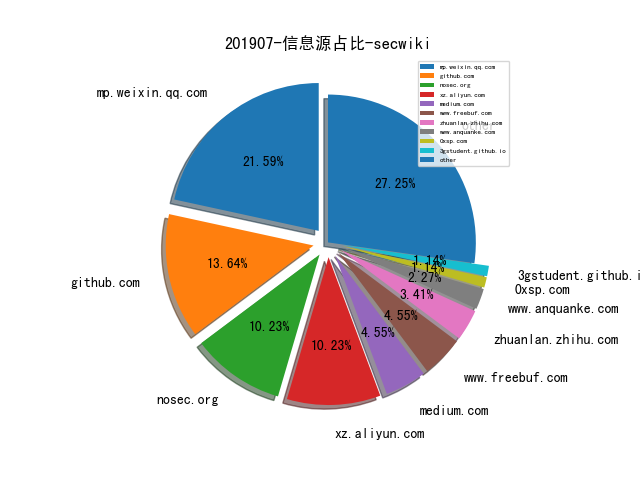 201907-信息源占比-secwiki
mp.weixin.qq.com
github.com
nosec.org
xz.aliyun.com
medium.com
www.freebuf.com
zhuanlan.zhihu.com
www.anquanke.com
0xsp.com
3gstudent.github.io
other
mp.weixin.qq.com
21.59%
27.25%
other
github.com
13.64%
nosec.org
10.23%
xz.aliyun.com
10.23%
medium.com
4.55%
www.freebuf.com
4.55%
zhuanlan.zhihu.com
3.41%
www.anquanke.com
2.27%
0xsp.com
1.14%
3gstudent.github.i
1.14%